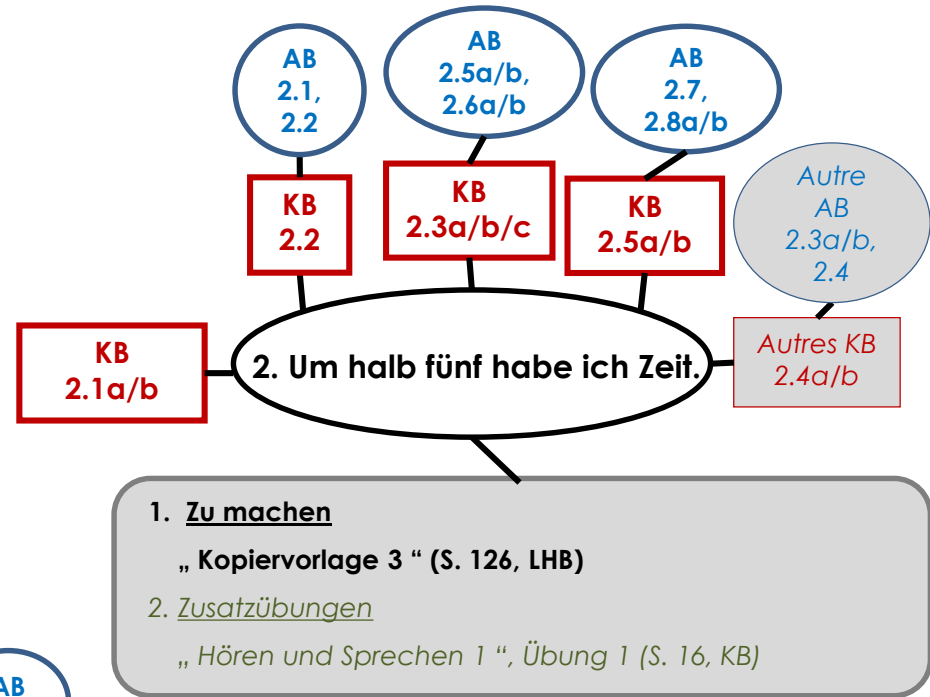 AB
2.1,
2.2
AB
2.5a/b,
2.6a/b
AB
2.7,
2.8a/b
Autre
AB
2.3a/b,
2.4
KB
2.2
KB
2.3a/b/c
KB
2.5a/b
Autres KB
2.4a/b
KB
2.1a/b
2. Um halb fünf habe ich Zeit.
1. Zu machen
„ Kopiervorlage 3 “ (S. 126, LHB)
2. Zusatzübungen
„ Hören und Sprechen 1 “, Übung 1 (S. 16, KB)
AB